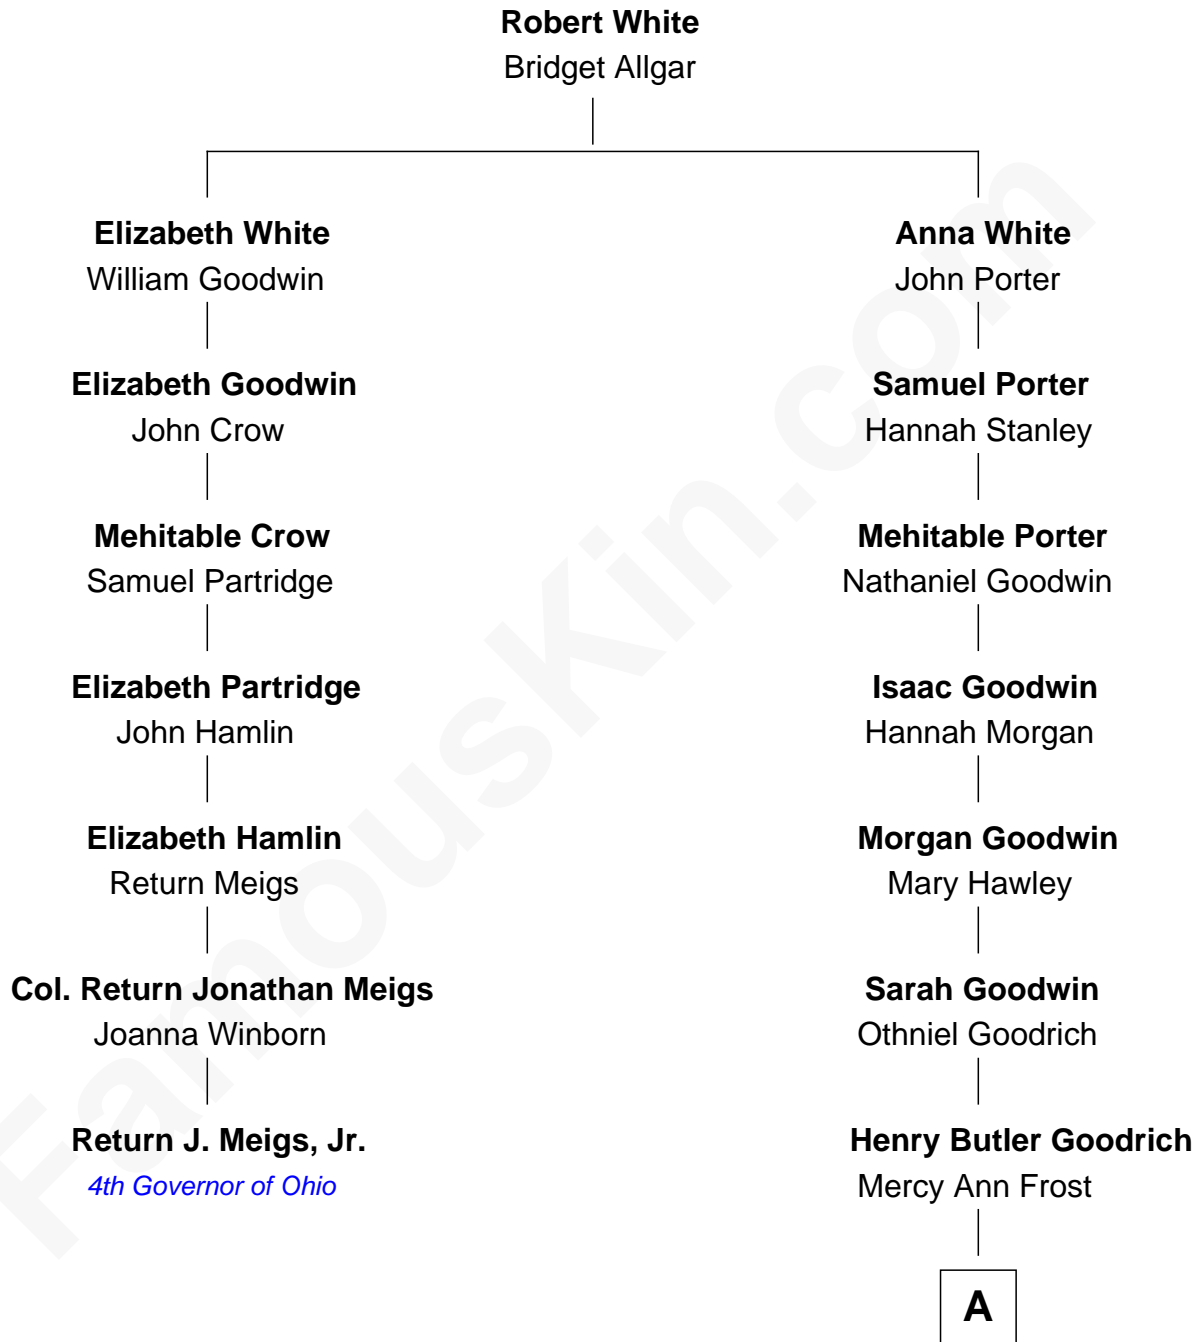 Robert White
Bridget Allgar
Elizabeth White
William Goodwin
Anna White
John Porter
Elizabeth Goodwin
John Crow
Samuel Porter
Hannah Stanley
Mehitable Crow
Samuel Partridge
Mehitable Porter
Nathaniel Goodwin
Elizabeth Partridge
John Hamlin
Isaac Goodwin
Hannah Morgan
Elizabeth Hamlin
Return Meigs
Morgan Goodwin
Mary Hawley
Col. Return Jonathan Meigs
Joanna Winborn
Sarah Goodwin
Othniel Goodrich
Return J. Meigs, Jr.
4th Governor of Ohio
Henry Butler Goodrich
Mercy Ann Frost
A
FamousKin.com